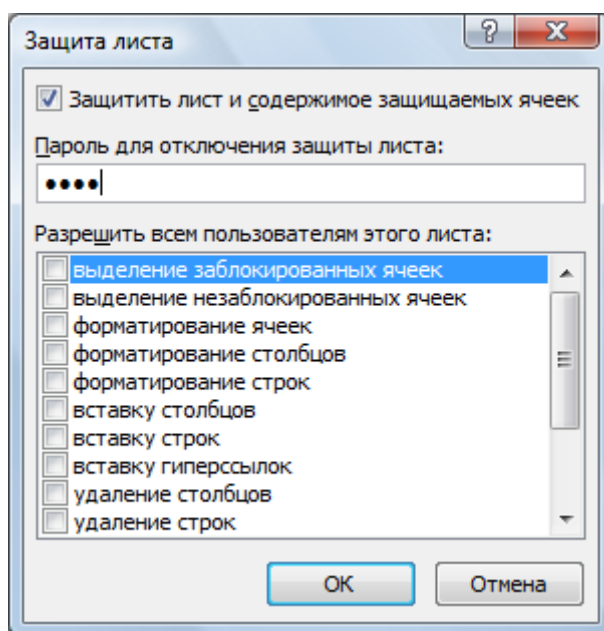 Защита листа
Защитить лист и содержимое защищаемых ячеек
Пароль для отключения защиты листа:
••••
Разрешить всем пользователям этого листа:
выделение заблокированных ячеек
выделение незаблокированных ячеек
форматирование ячеек
форматирование столбцов
форматирование строк
вставку столбцов
вставку строк
вставку гиперссылок
удаление столбцов
удаление строк
ОК
Отмена